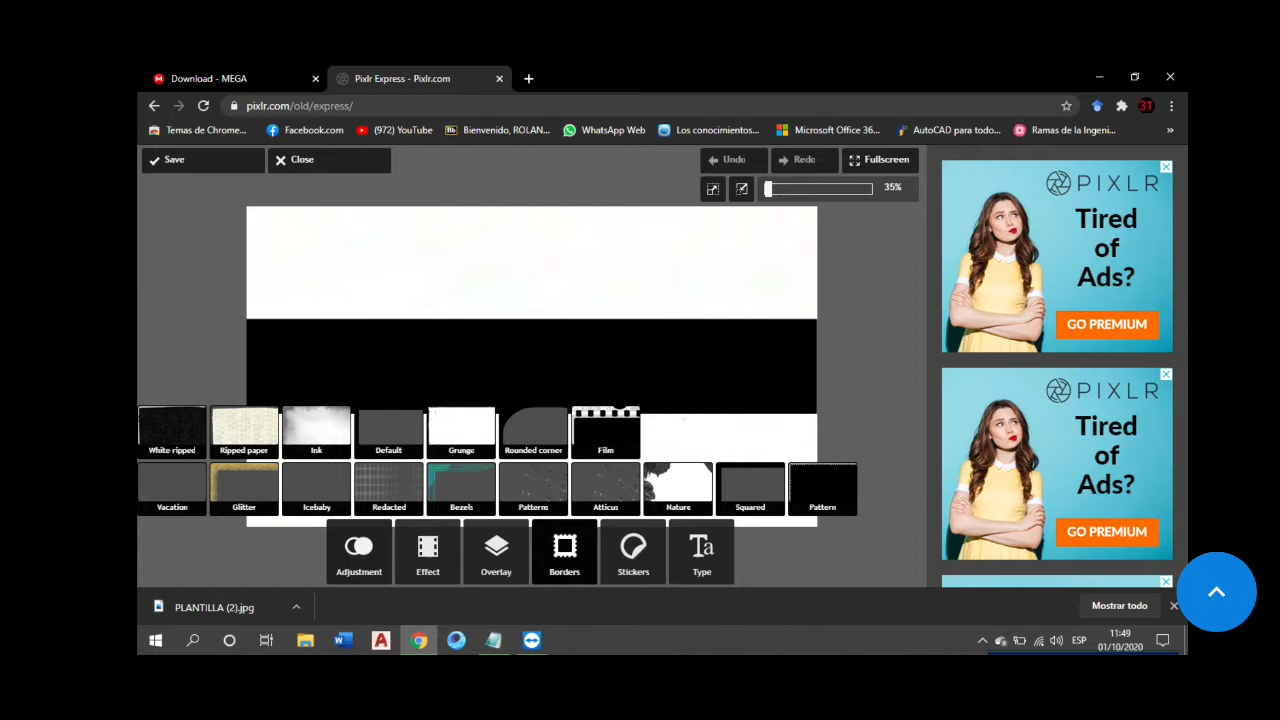 Download - MEGA
Pixlr Express - Pixlr.com
pixlr.com/old/express/
31
Temas de Chrome...
Facebook.com
(972) YouTube
Bb Bienvenido, ROLAN...
WhatsApp Web
Los conocimientos...
Microsoft Office 36...
AutoCAD para todo...
Ramas de la Ingeni...
»
Save
Close
Undo
Redo
Fullscreen
35%
PIXLR
Tired
of
Ads?
GO PREMIUM
PIXLR
Tired
of
Ads?
GO PREMIUM
White ripped
Ripped paper
Ink
Default
Grunge
Rounded corner
Film
Vacation
Glitter
Icebaby
Redacted
Bezels
Patterns
Atticus
Nature
Squared
Pattern
Adjustment
Effect
Overlay
Borders
Stickers
Ta
Type
PLANTILLA (2).jpg
Mostrar todo
ESP
11:49
01/10/2020